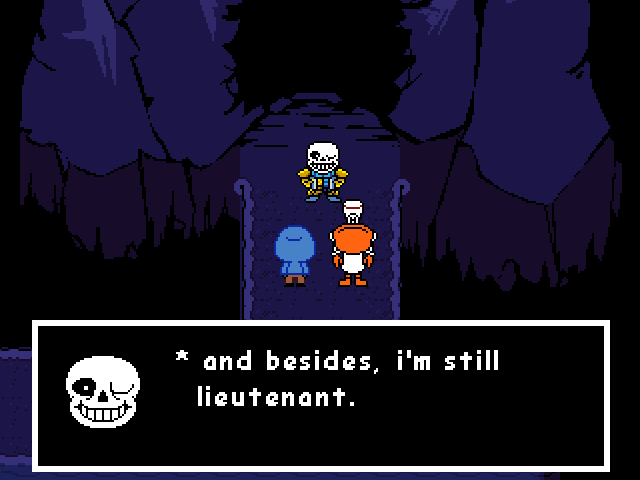 * and besides, i'm still
lieutenant.